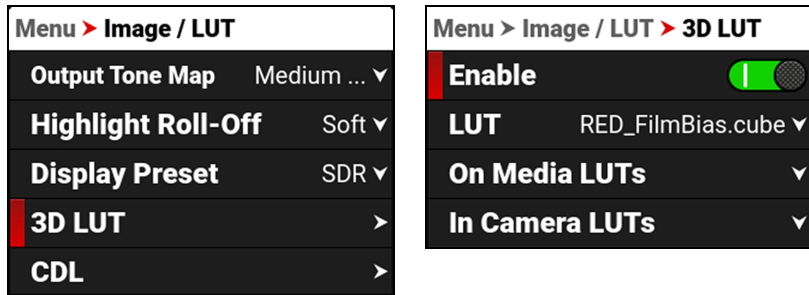 Menu ➤ Image / LUT
Output Tone Map Medium ...
Highlight Roll-Off Soft
Display Preset SDR
3D LUT
CDL
Menu ➤ Image / LUT ➤ 3D LUT
Enable
LUT RED_FilmBias.cube
On Media LUTs
In Camera LUTs